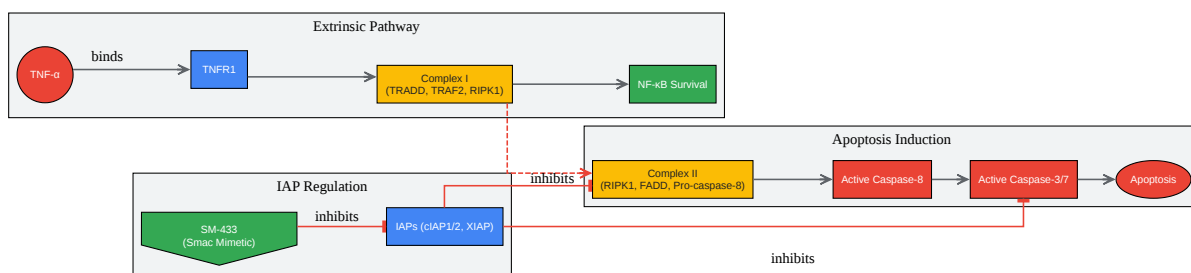 Extrinsic Pathway
TNF-α
binds
TNFR1
Complex I
(TRADD, TRAF2, RIPK1)
NF-κB Survival
Apoptosis Induction
Complex II
(RIPK1, FADD, Pro-caspase-8)
Active Caspase-8
Active Caspase-3/7
Apoptosis
inhibits
IAP Regulation
SM-433
(Smac Mimetic)
inhibits
IAPs (cIAP1/2, XIAP)
inhibits